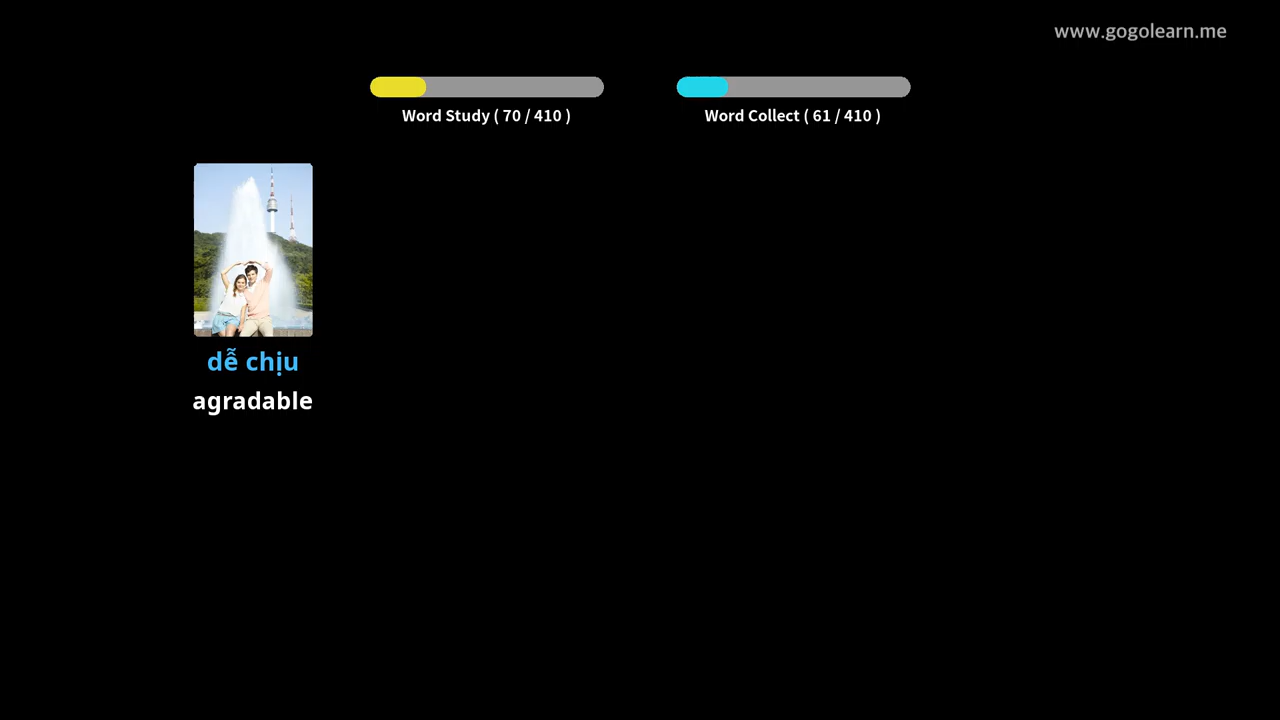 www.gogolearn.me
Word Study ( 70 / 410 )
Word Collect ( 61 / 410 )
dễ chịu
agradable